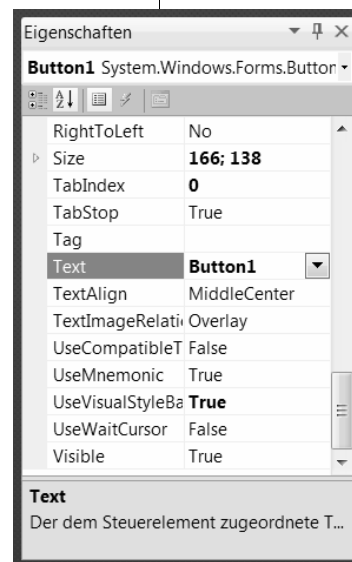 Eigenschaften
Button1 System.Windows.Forms.Button
RightToLeft No
Size 166; 138
TabIndex 0
TabStop True
Tag
Text Button1
TextAlign MiddleCenter
TextImageRelati Overlay
UseCompatibleT False
UseMnemonic True
UseVisualStyleBa True
UseWaitCursor False
Visible True
Text
Der dem Steuerelement zugeordnete T...